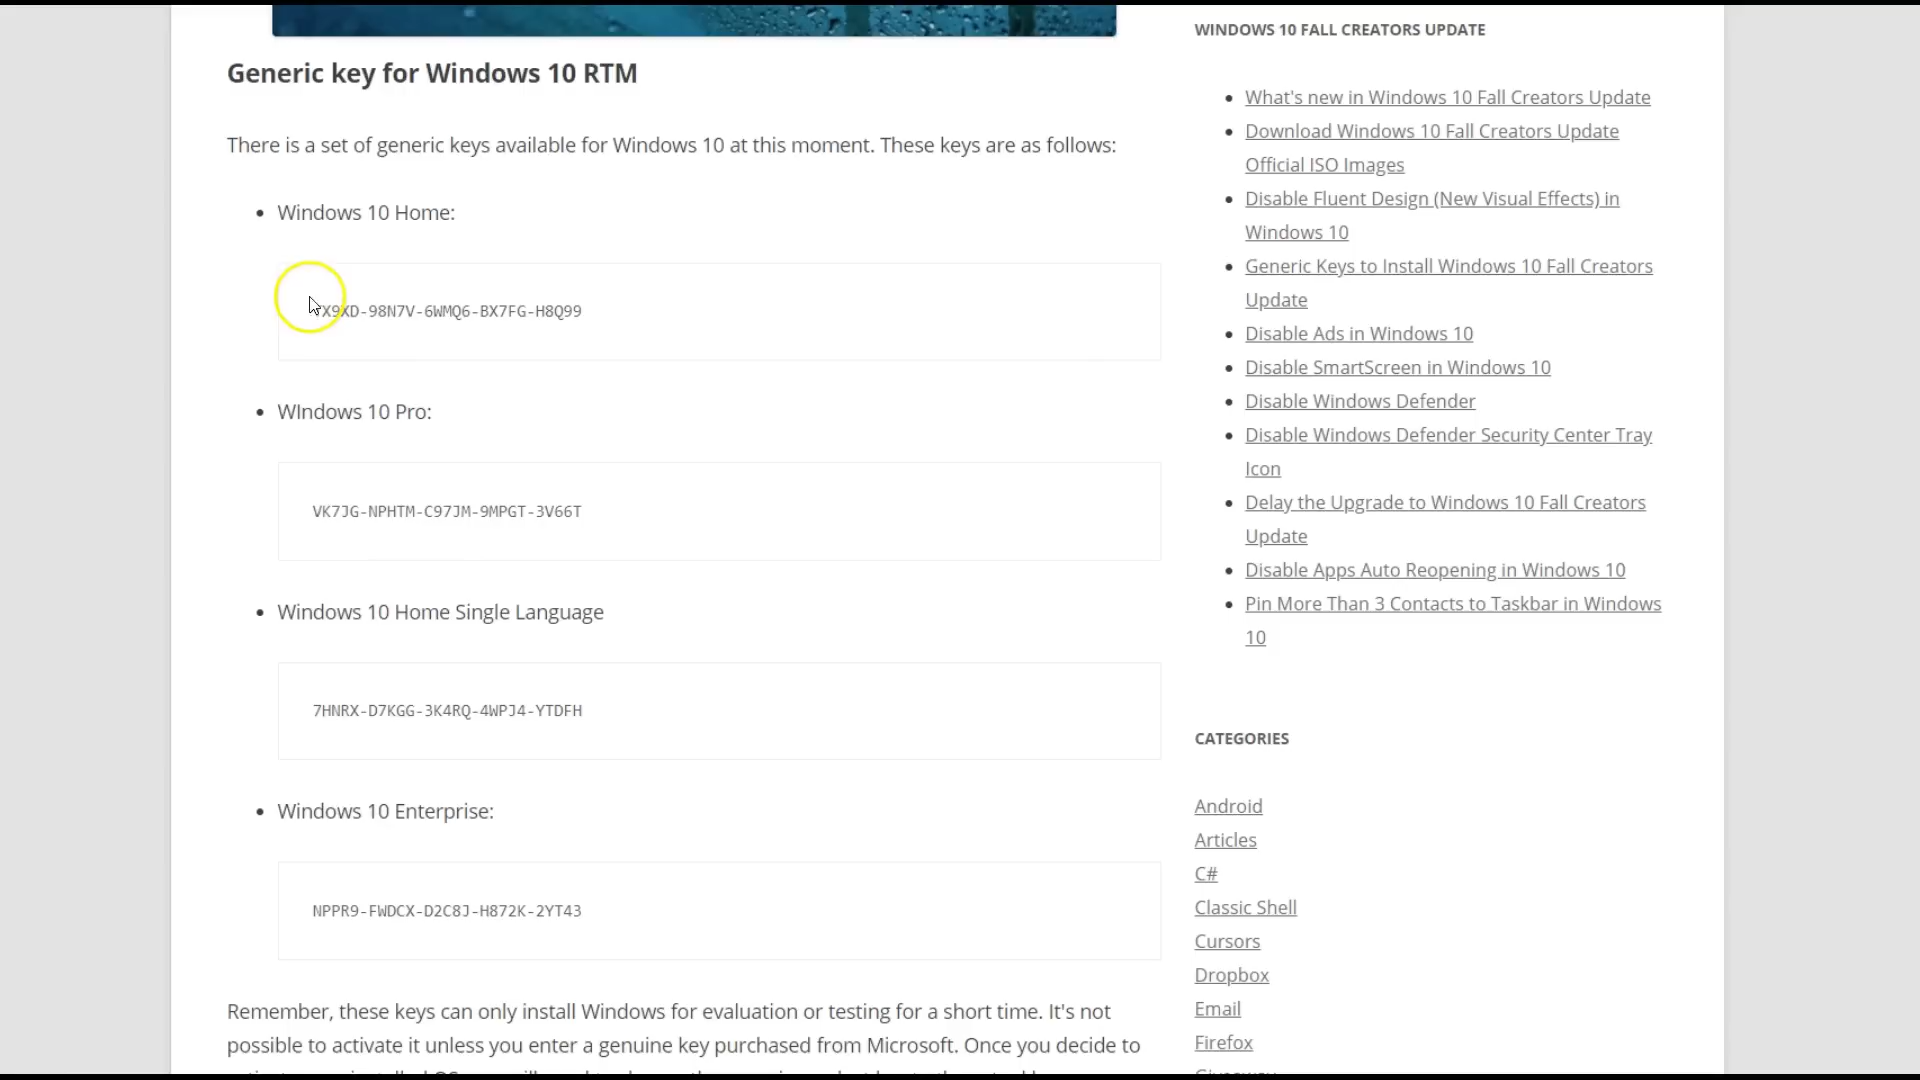 Generic key for Windows 10 RTM
There is a set of generic keys available for Windows 10 at this moment. These keys are as follows:
Windows 10 Home:
X9XD-98N7V-6WMQ6-BX7FG-H8Q99
WIndows 10 Pro:
VK7JG-NPHTM-C97JM-9MPGT-3V66T
Windows 10 Home Single Language
7HNRX-D7KGG-3K4RQ-4WPJ4-YTDFH
Windows 10 Enterprise:
NPPR9-FWDCX-D2C8J-H872K-2YT43
Remember, these keys can only install Windows for evaluation or testing for a short time. It's not
possible to activate it unless you enter a genuine key purchased from Microsoft. Once you decide to
WINDOWS 10 FALL CREATORS UPDATE
What's new in Windows 10 Fall Creators Update
Download Windows 10 Fall Creators Update
Official ISO Images
Disable Fluent Design (New Visual Effects) in
Windows 10
Generic Keys to Install Windows 10 Fall Creators
Update
Disable Ads in Windows 10
Disable SmartScreen in Windows 10
Disable Windows Defender
Disable Windows Defender Security Center Tray
Icon
Delay the Upgrade to Windows 10 Fall Creators
Update
Disable Apps Auto Reopening in Windows 10
Pin More Than 3 Contacts to Taskbar in Windows
10
CATEGORIES
Android
Articles
C#
Classic Shell
Cursors
Dropbox
Email
Firefox